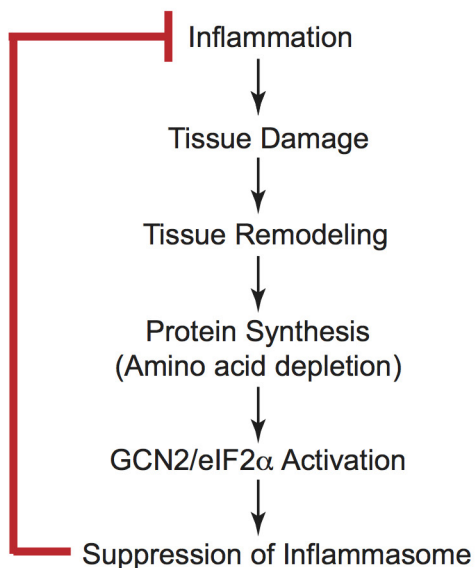 Inflammation
Tissue Damage
Tissue Remodeling
Protein Synthesis
(Amino acid depletion)
GCN2/eIF2α Activation
Suppression of Inflammasome